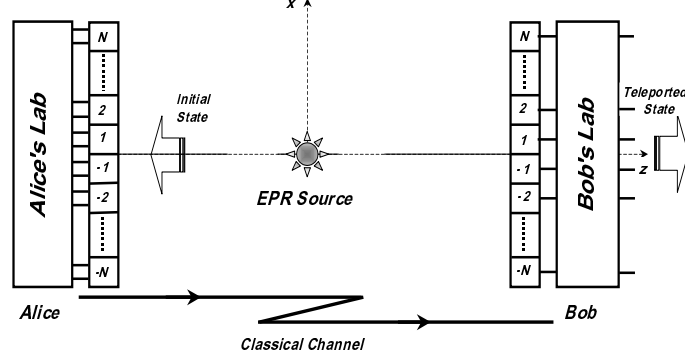 x
N
2
1
-1
-2
-N
Alice's Lab
Initial
State
EPR Source
N
2
1
-1
-2
-N
Bob's Lab
Teleported
State
z
Alice
Bob
Classical Channel